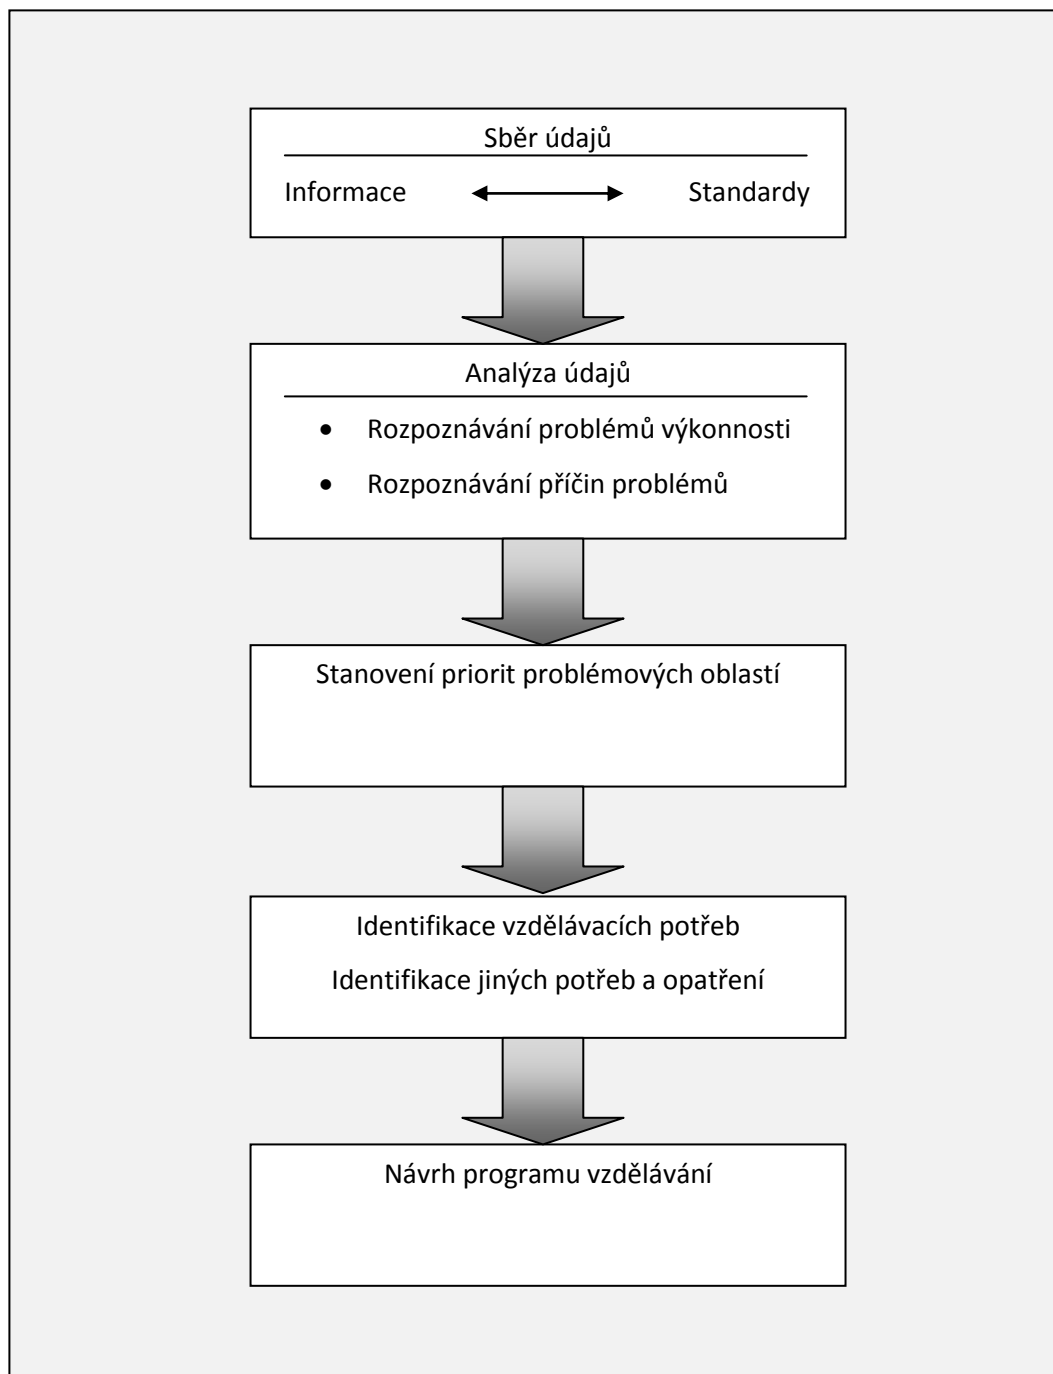 Sběr údajů
Informace Standardy
Analýza údajů
• Rozpoznávání problémů výkonnosti
• Rozpoznávání příčin problémů
Stanovení priorit problémových oblastí
Identifikace vzdělávacích potřeb
Identifikace jiných potřeb a opatření
Návrh programu vzdělávání